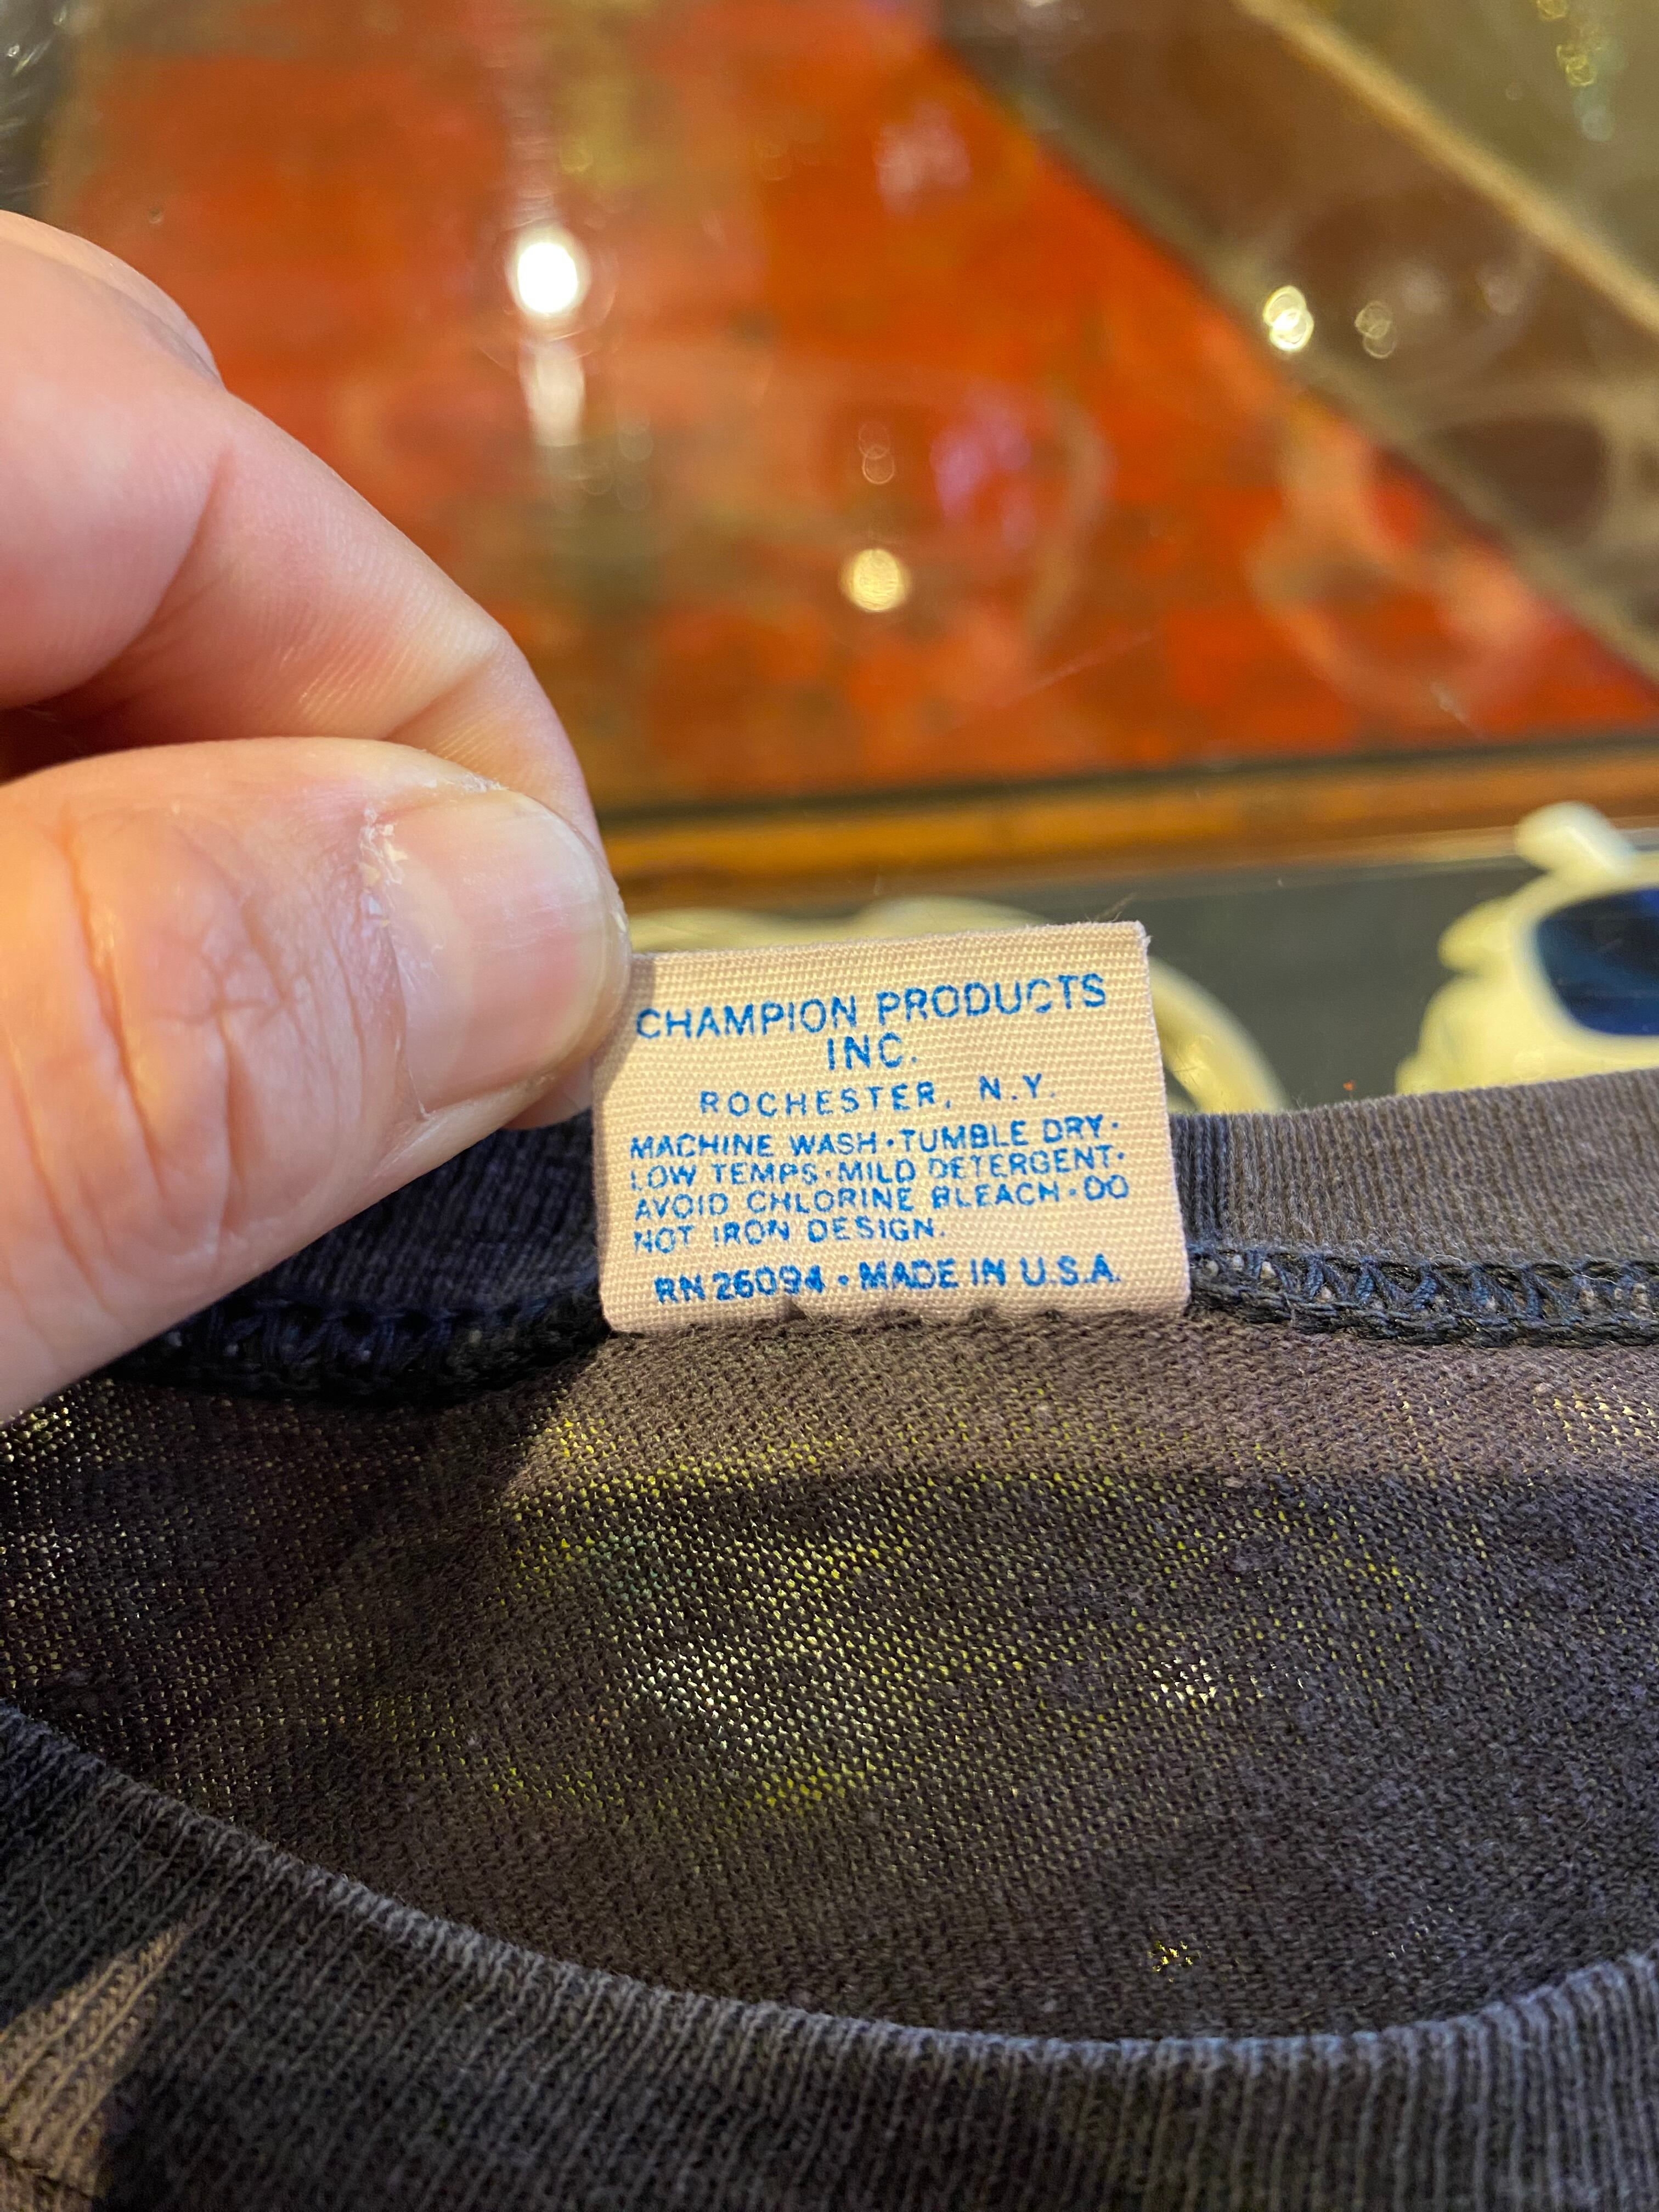 CHAMPION PRODUCTS
INC.
ROCHESTER, N.Y.
MACHINE WASH•TUMBLE DRY•
LOW TEMPS•MILD DETERGENT•
AVOID CHLORINE BLEACH•DO
NOT IRON DESIGN.
RN 26094 • MADE IN U.S.A.